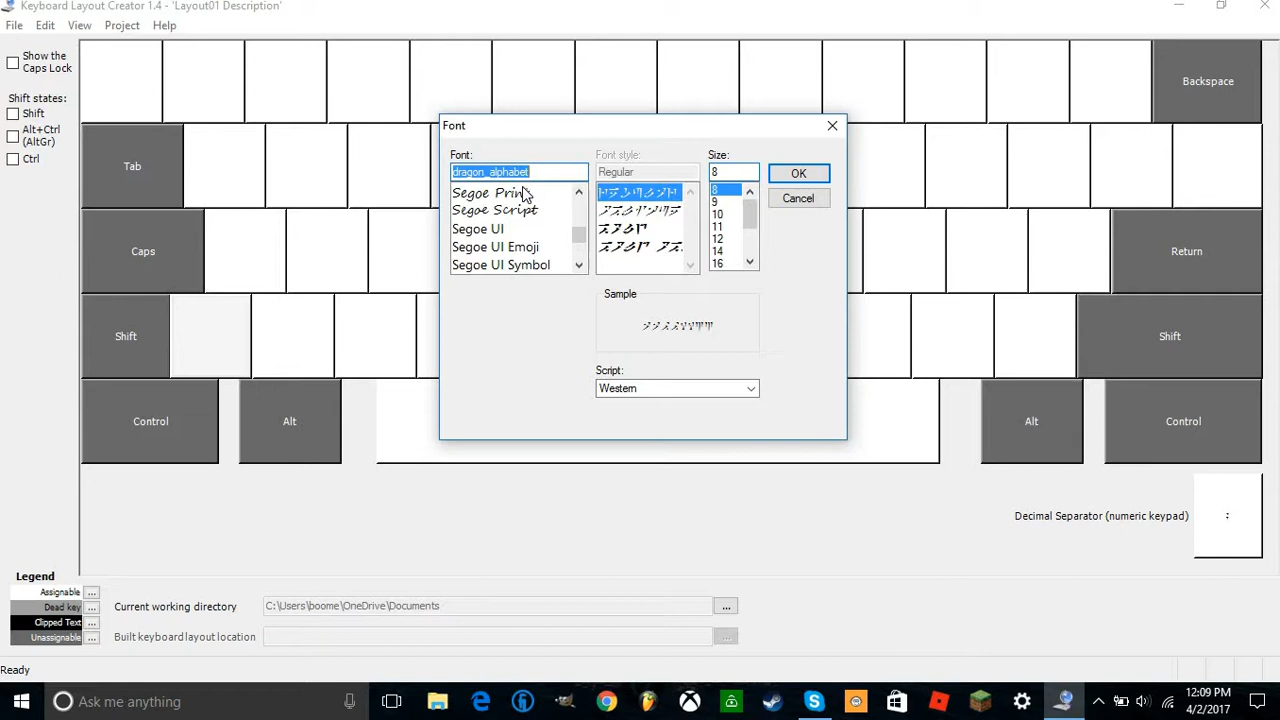 Keyboard Layout Creator 1.4 - 'Layout01 Description'
File Edit View Project Help
Show the
Caps Lock
Shift states:
Shift
Alt+Ctrl
(AltGr)
Ctrl
Backspace
Tab
Caps
Return
Shift
Shift
Control
Alt
Alt
Control
Font
Font:
Font style:
Size:
dragon_alphabet
Regular
8
OK
Cancel
Segoe Print
Segoe Script
Segoe UI
Segoe UI Emoji
Segoe UI Symbol
8
9
10
11
12
14
16
Sample
Script:
Western
Decimal Separator (numeric keypad)
Legend
Assignable ...
Dead key ...
Clipped Text ...
Unassignable ...
Current working directory
C:\Users\boome\OneDrive\Documents
...
Built keyboard layout location
...
Ready
Ask me anything
12:09 PM
4/2/2017